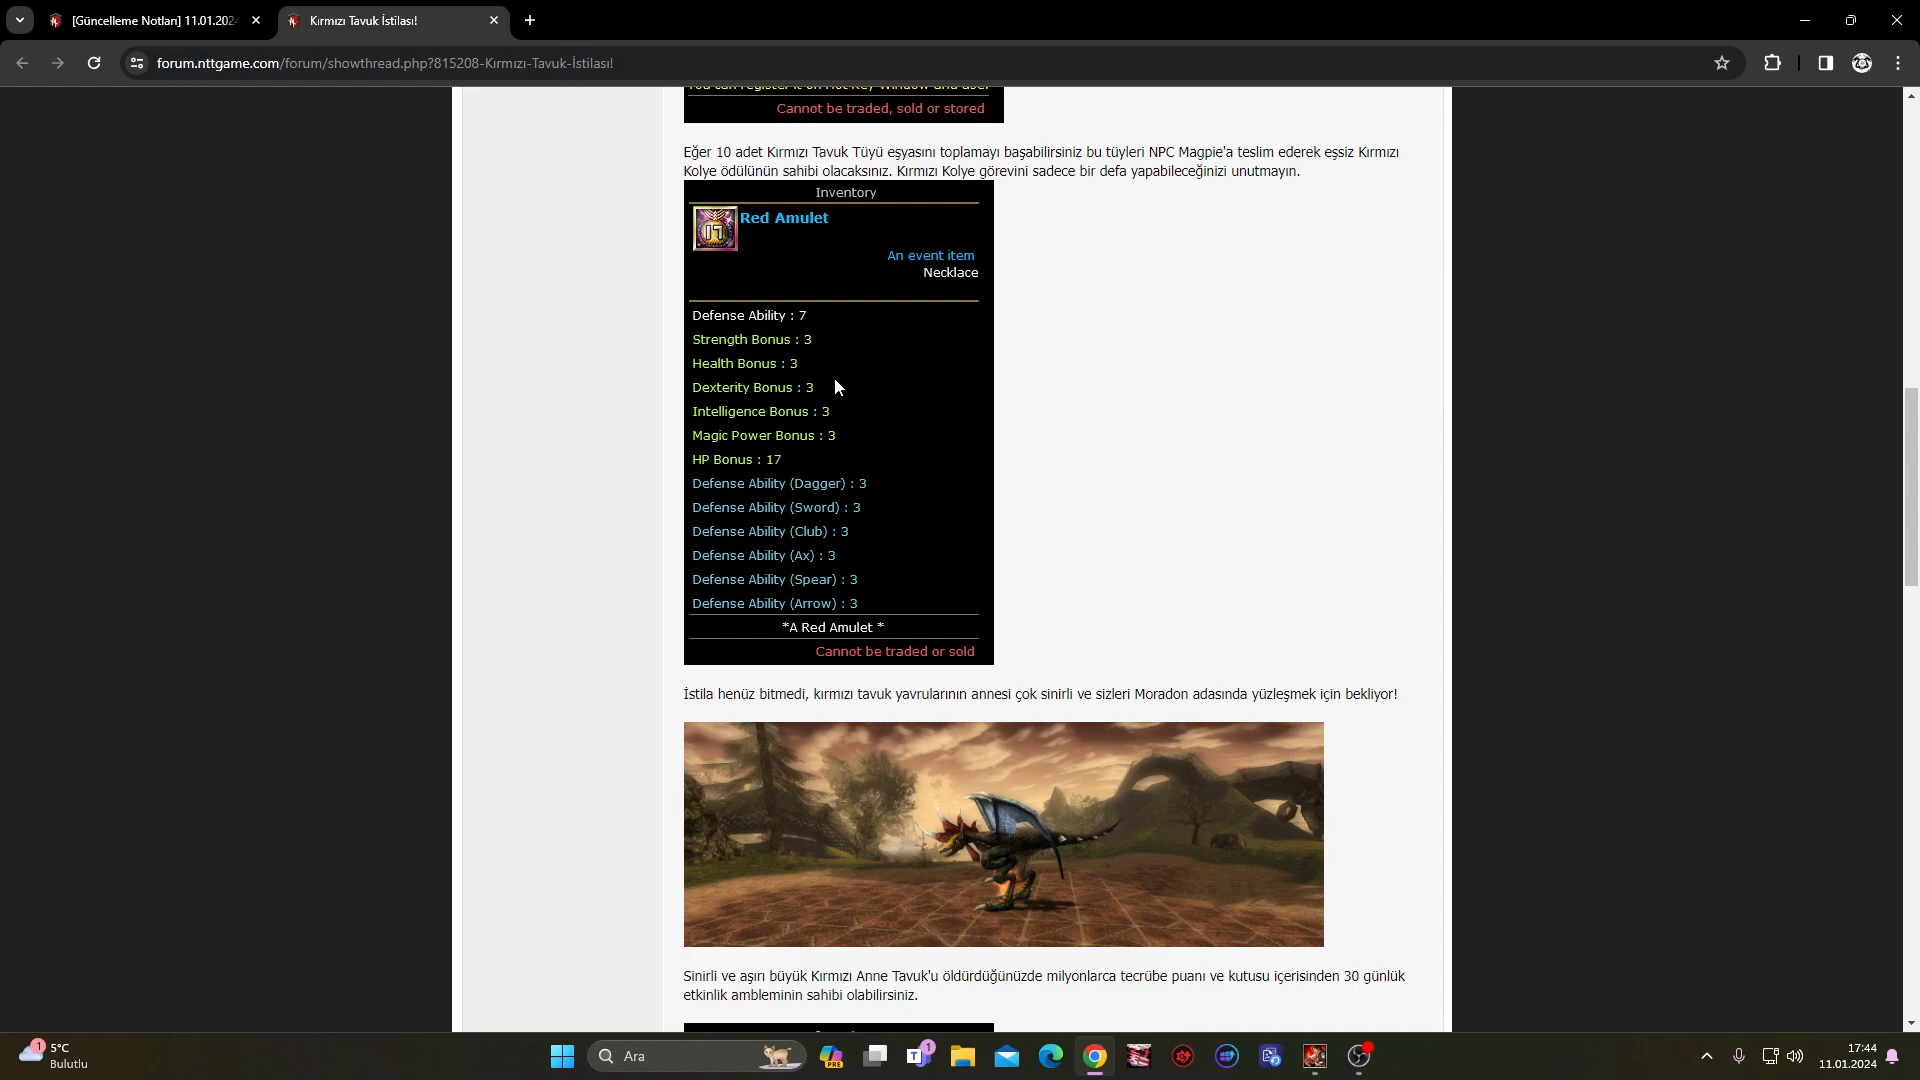 [Güncelleme Notları] 11.01.2024
Kırmızı Tavuk İstilası!
forum.nttgame.com/forum/showthread.php?815208-Kırmızı-Tavuk-İstilası!
You can register it on Hot Key Window and use.
Cannot be traded, sold or stored
Eğer 10 adet Kırmızı Tavuk Tüyü eşyasını toplamayı başabilirsiniz bu tüyleri NPC Magpie'a teslim ederek eşsiz Kırmızı
Kolye ödülünün sahibi olacaksınız. Kırmızı Kolye görevini sadece bir defa yapabileceğinizi unutmayın.
Inventory
17
Red Amulet
An event item
Necklace
Defense Ability : 7
Strength Bonus : 3
Health Bonus : 3
Dexterity Bonus : 3
Intelligence Bonus : 3
Magic Power Bonus : 3
HP Bonus : 17
Defense Ability (Dagger) : 3
Defense Ability (Sword) : 3
Defense Ability (Club) : 3
Defense Ability (Ax) : 3
Defense Ability (Spear) : 3
Defense Ability (Arrow) : 3
*A Red Amulet *
Cannot be traded or sold
İstila henüz bitmedi, kırmızı tavuk yavrularının annesi çok sinirli ve sizleri Moradon adasında yüzleşmek için bekliyor!
Sinirli ve aşırı büyük Kırmızı Anne Tavuk'u öldürdüğünüzde milyonlarca tecrübe puanı ve kutusu içerisinden 30 günlük
etkinlik ambleminin sahibi olabilirsiniz.
1
5°C
Bulutlu
Ara
PRE
1
17:44
11.01.2024